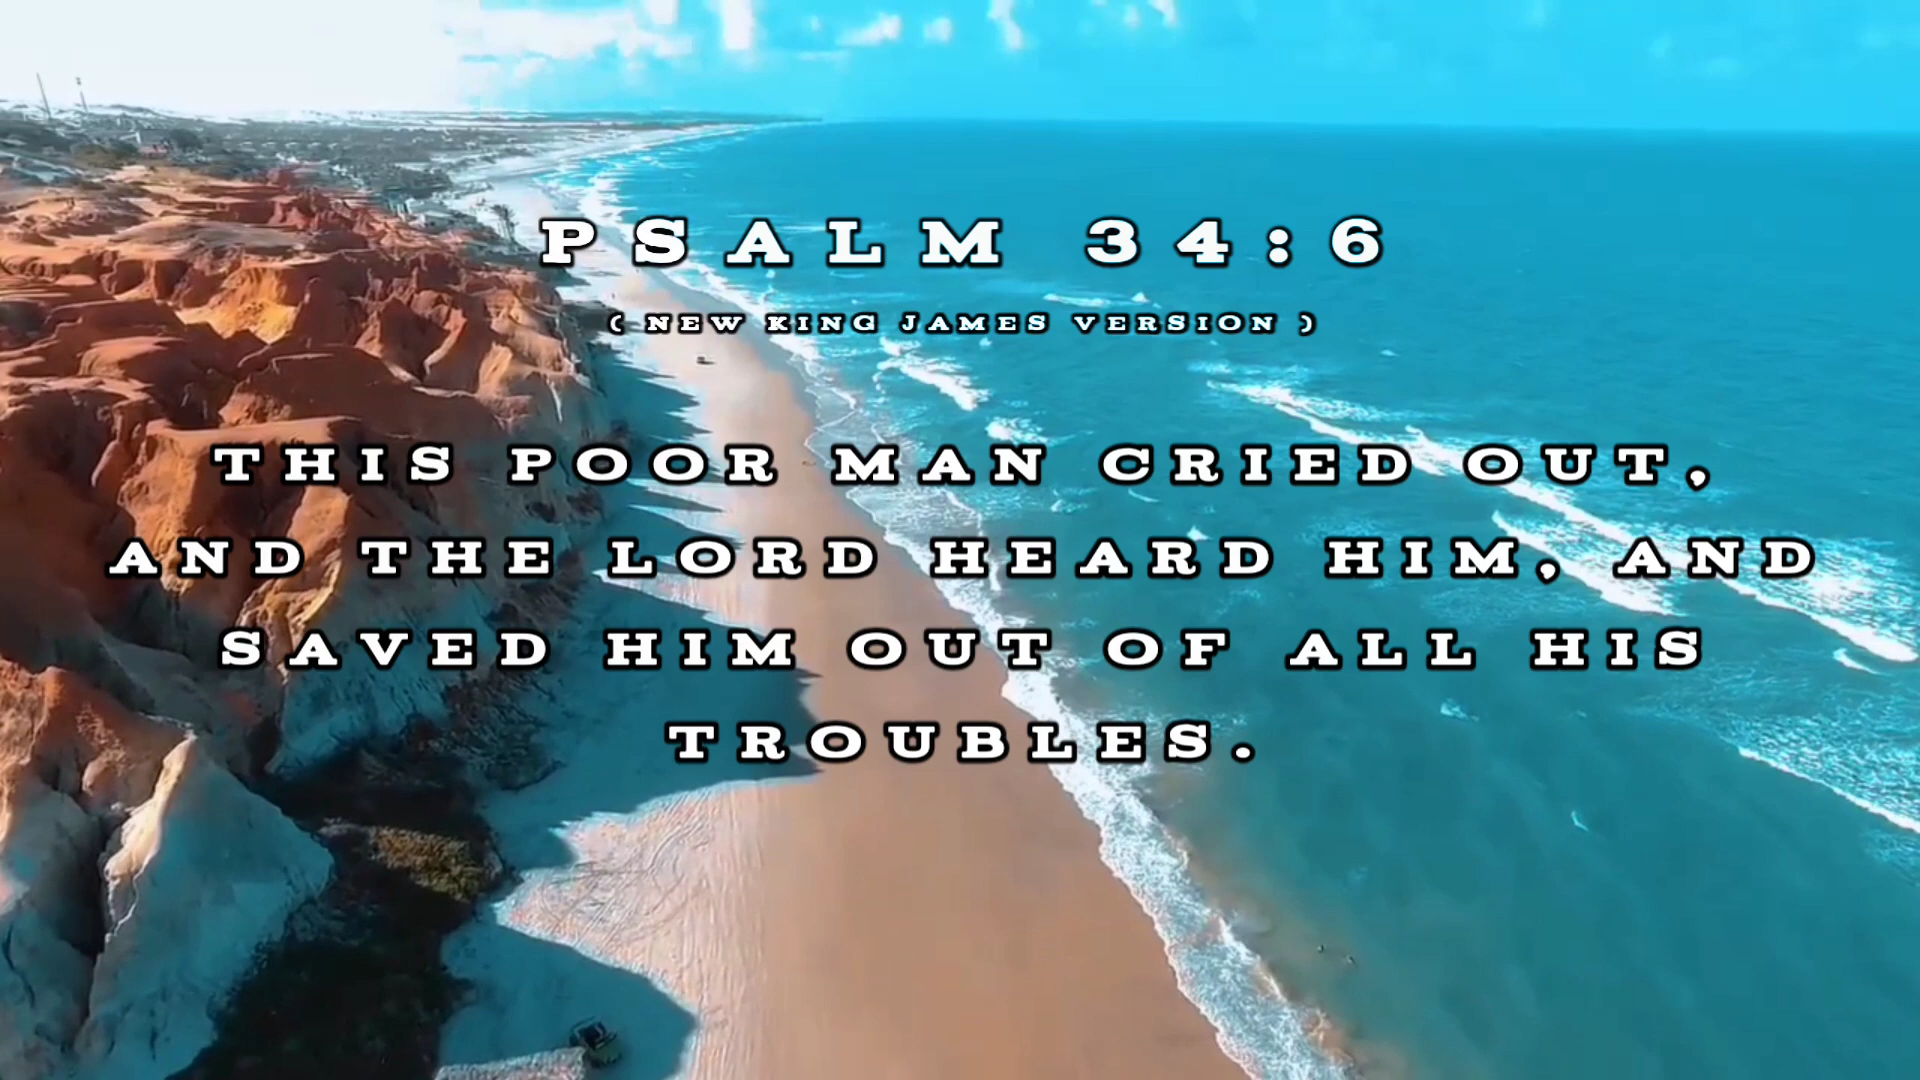 PSALM 34:6
( NEW KING JAMES VERSION )
THIS POOR MAN CRIED OUT,
AND THE LORD HEARD HIM, AND
SAVED HIM OUT OF ALL HIS
TROUBLES.